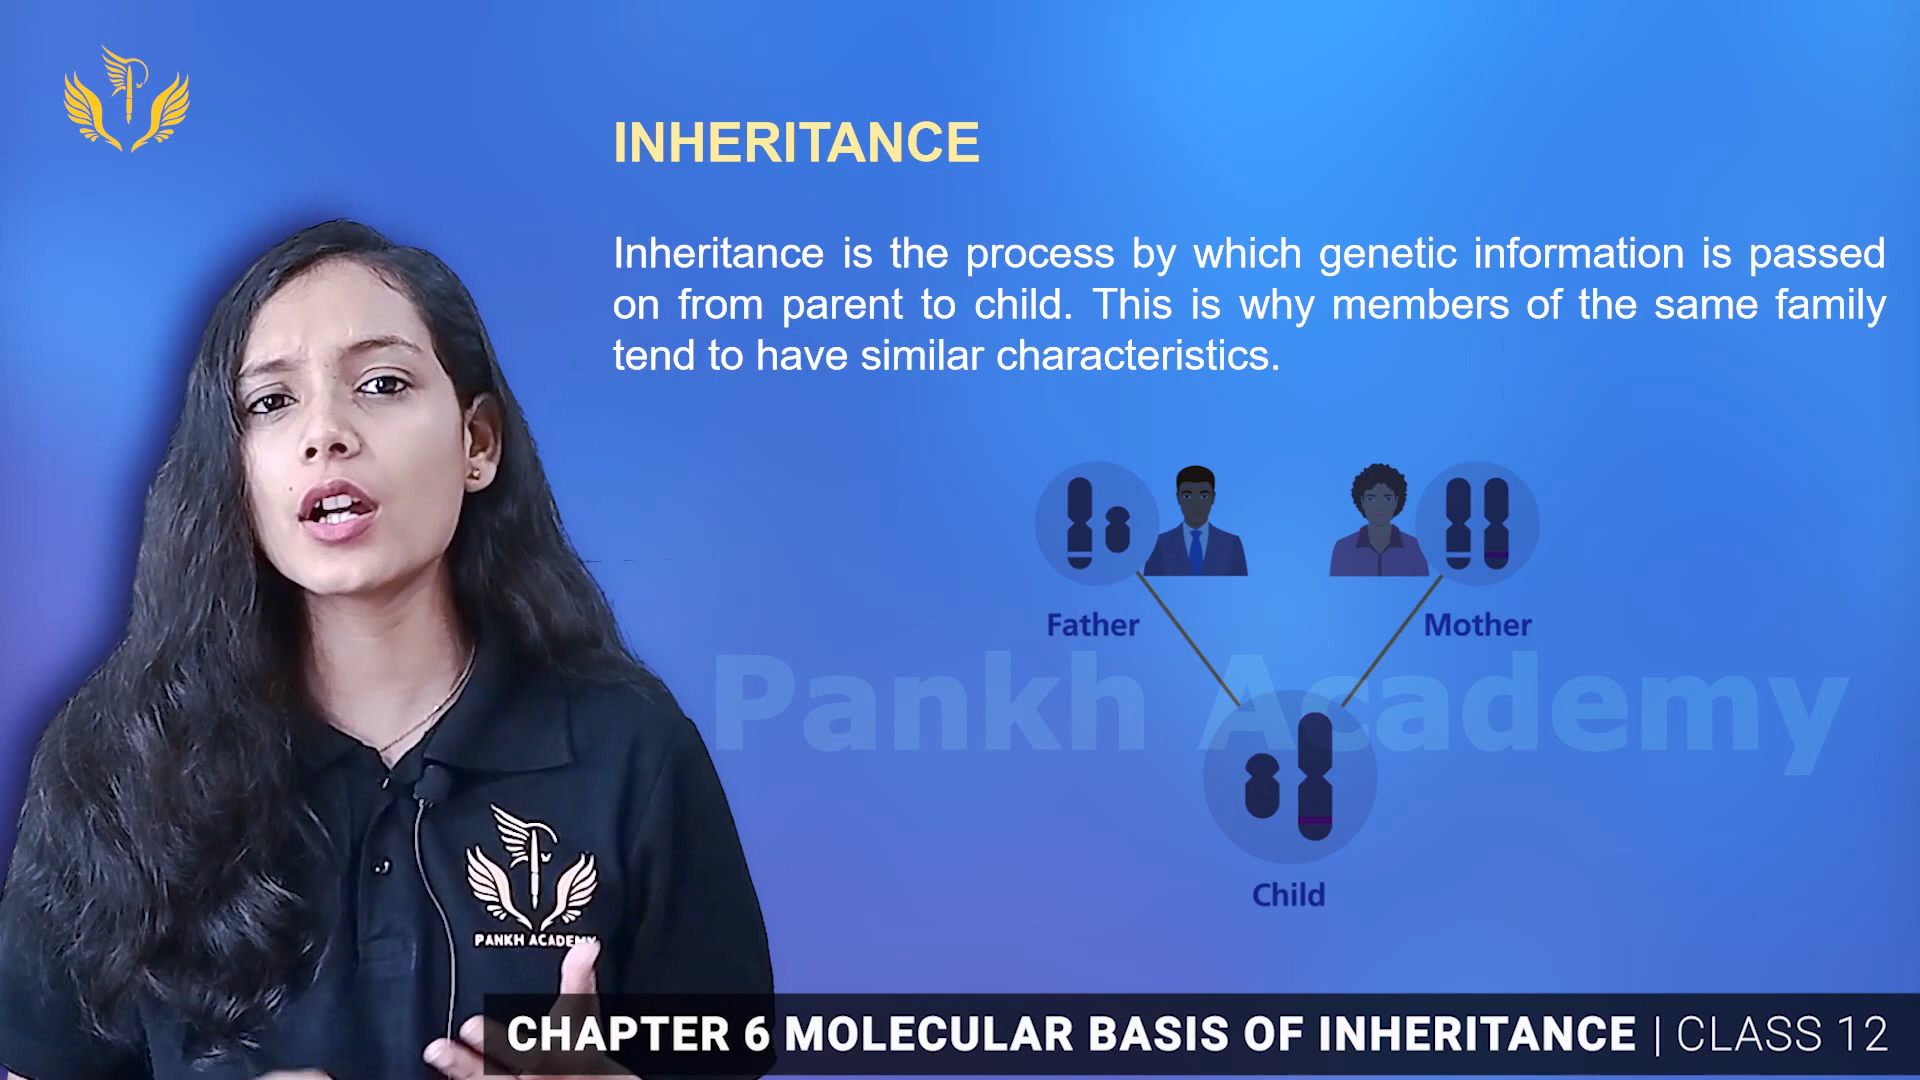 INHERITANCE
Inheritance is the process by which genetic information is passed
on from parent to child. This is why members of the same family
tend to have similar characteristics.
Father
Mother
Pankh Academy
Child
PANKH ACADEMY
CHAPTER 6 MOLECULAR BASIS OF INHERITANCE | CLASS 12